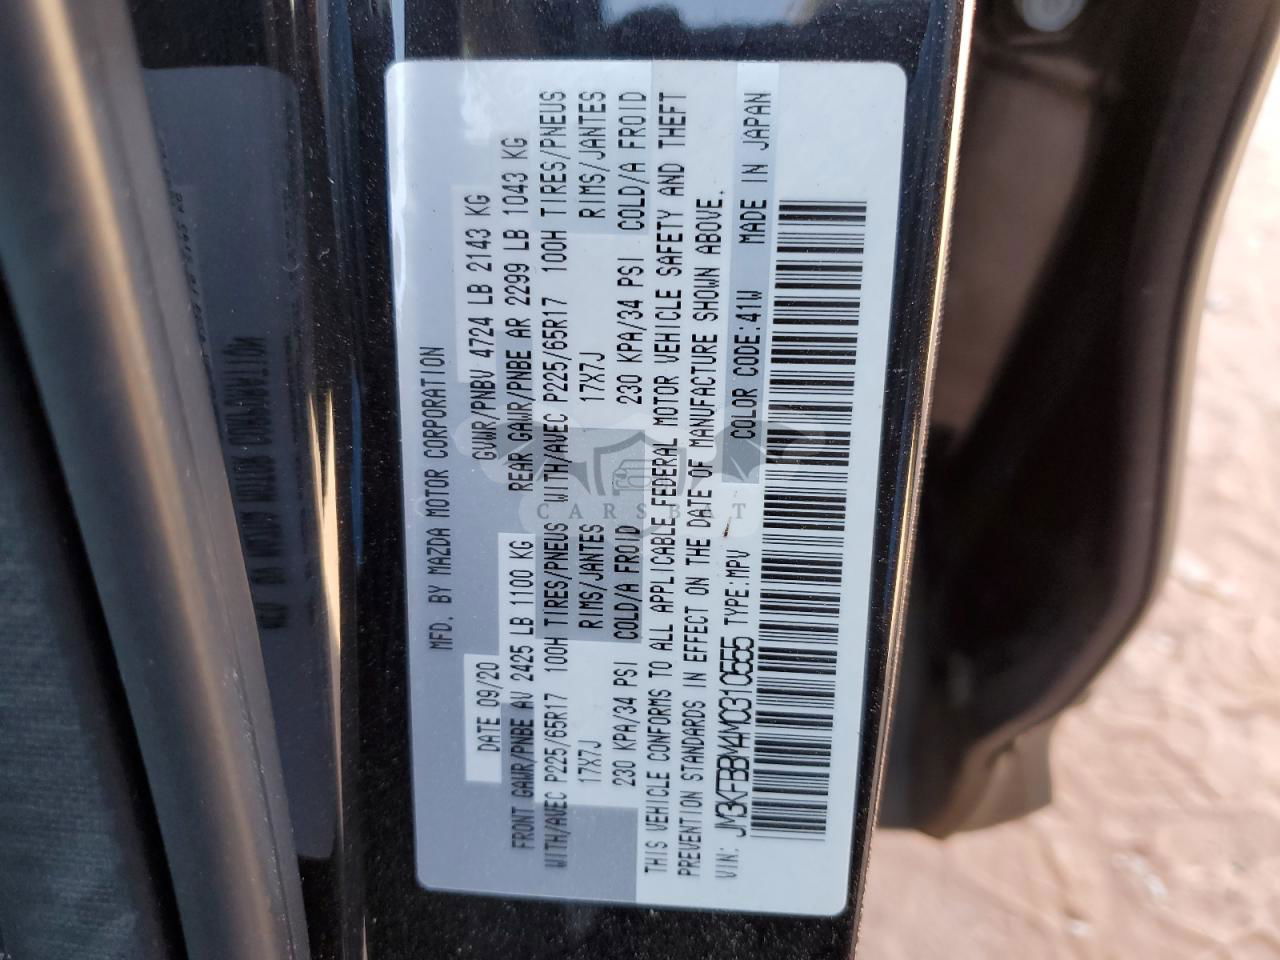 MFD. BY MAZDA MOTOR CORPORATION
DATE 09/20 GVWR/PNBV 4724 LB 2143 KG
FRONT GAWR/PNBE AV 2425 LB 1100 KG REAR GAWR/PNBE AR 2299 LB 1043 KG
WITH/AVEC P225/65R17 100H TIRES/PNEUS WITH/AVEC P225/65R17 100H TIRES/PNEUS
17X7J RIMS/JANTES 17X7J RIMS/JANTES
230 KPA/34 PSI COLD/A FROID 230 KPA/34 PSI COLD/A FROID
THIS VEHICLE CONFORMS TO ALL APPLICABLE FEDERAL MOTOR VEHICLE SAFETY AND THEFT
PREVENTION STANDARDS IN EFFECT ON THE DATE OF MANUFACTURE SHOWN ABOVE.
VIN: JM3KFBBM4M0310555 TYPE:MPV COLOR CODE:41W MADE IN JAPAN
CARSBAT